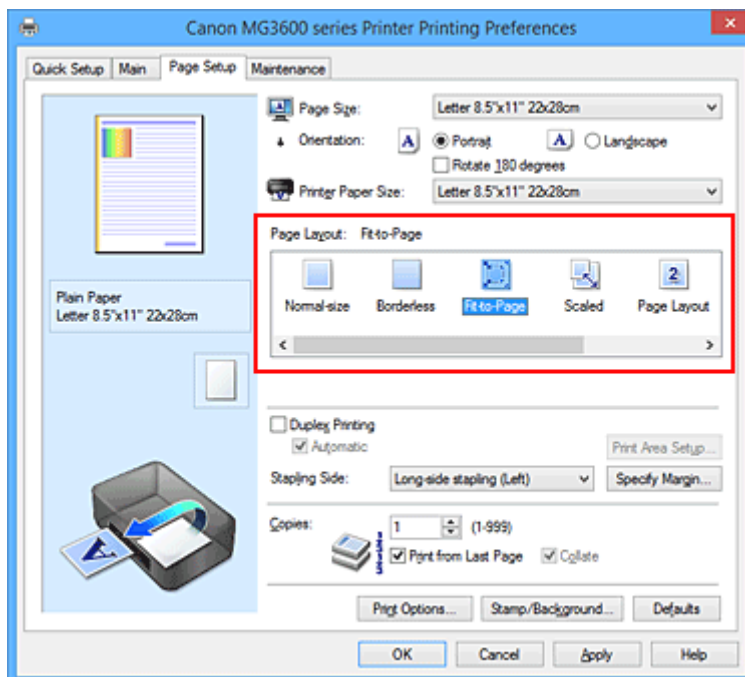 Canon MG3600 series Printer Printing Preferences
Quick Setup Main Page Setup Maintenance
Page Size: Letter 8.5"x11" 22x28cm
Orientation: A Portrait A Landscape
Rotate 180 degrees
Printer Paper Size: Letter 8.5"x11" 22x28cm
Page Layout: Fit-to-Page
Normal-size Borderless Fit-to-Page Scaled 2 Page Layout
Plain Paper
Letter 8.5"x11" 22x28cm
Duplex Printing
Automatic
Print Area Setup...
Stapling Side: Long-side stapling (Left) Specify Margin...
Copies: 1 (1-999)
Print from Last Page Collate
Print Options... Stamp/Background... Defaults
OK Cancel Apply Help